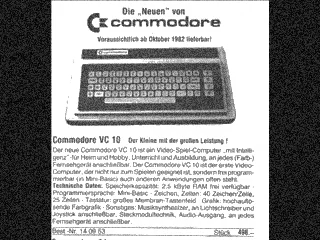 Die „Neuen" von
commodore
Voraussichtlich ab Oktober 1982 lieferbar!
Commodore VC 10 Der Kleine mit der großen Leistung !
Der neue Commodore VC 10 ist ein Video-Spiel-Computer „mit Intelli-
genz" für Heim und Hobby, Unterricht und Ausbildung, an jedes (Farb-)
Fernsehgerät anschließbar. Der Commodore VC 10 ist der erste Video-
Computer, der nicht nur zum Spielen geeignet ist, sondern frei program-
mierbar (in Mini-Basic) auch anderen Anwendungen offen steht.
Technische Daten: Speicherkapazität: 2,5 kByte RAM frei verfügbar ·
Programmiersprache: Mini-Basic · Zeichen, Zeilen: 40 Zeichen/Zeile,
25 Zeilen · Tastatur: großes Membran-Tastenfeld · Grafik: hochauflö-
sende Farbgrafik · Sonstiges: Musiksynthesizer, an Lichtschreiber und
Joystick anschließbar, Steckmodultechnik, Audio-Ausgang, an jedes
Fernsehgerät anschließbar.
Best.-Nr. 14 09 53 Stück 498,-